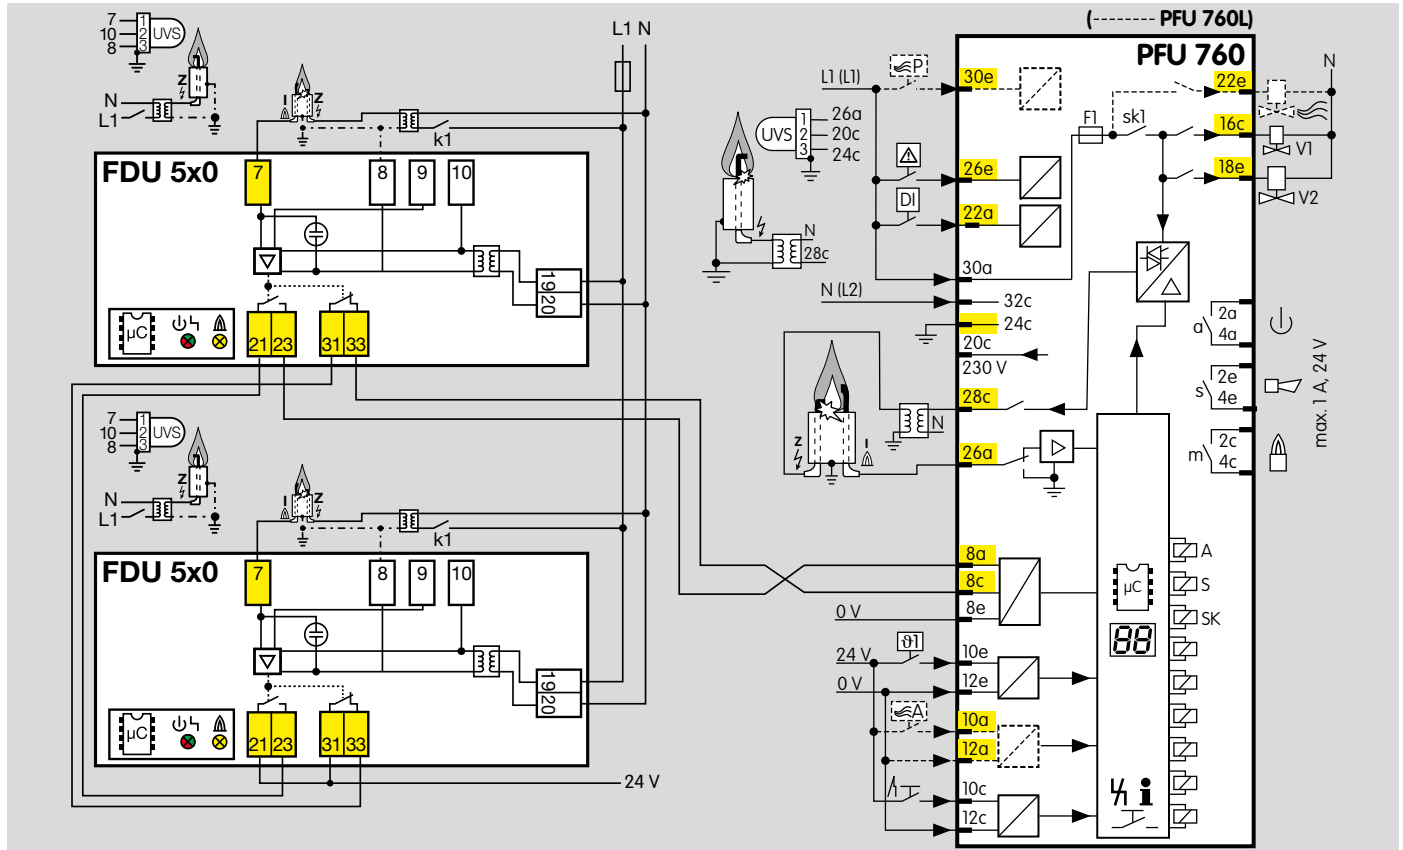 7
10
8
1
2
3
UVS
Z
N
L1
I
Z
k1
L1 N
FDU 5x0
7
8
9
10
19
20
µC
21 23
31 33
7
10
8
1
2
3
UVS
Z
N
L1
I
Z
k1
FDU 5x0
7
8
9
10
19
20
µC
21 23
31 33
24 V
(-------- PFU 760L)
PFU 760
L1 (L1)
P
30e
22e
N
UVS
1
2
3
26a
20c
24c
F1
sk1
16c
V1
26e
18e
V2
DI
22a
N
28c
30a
N (L2)
32c
24c
20c
230 V
28c
N
Z
I
26a
a
2a
4a
s
2e
4e
m
2c
4c
max. 1 A, 24 V
8a
8c
0 V
8e
ϑ1
24 V
10e
0 V
12e
A
10a
12a
10c
12c
µC
88
i
A
S
SK